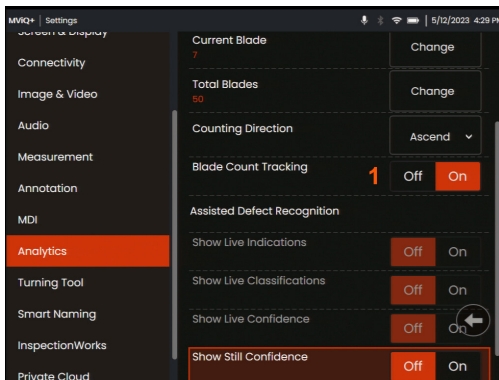 MViQ+ Settings 5/12/2023 4:29 PM
Screen & Display
Connectivity
Image & Video
Audio
Measurement
Annotation
MDI
Analytics
Turning Tool
Smart Naming
InspectionWorks
Private Cloud
Current Blade
7
Change
Total Blades
50
Change
Counting Direction
Ascend
Blade Count Tracking
1 Off On
Assisted Defect Recognition
Show Live Indications
Off On
Show Live Classifications
Off On
Show Live Confidence
Off On
Show Still Confidence
Off On